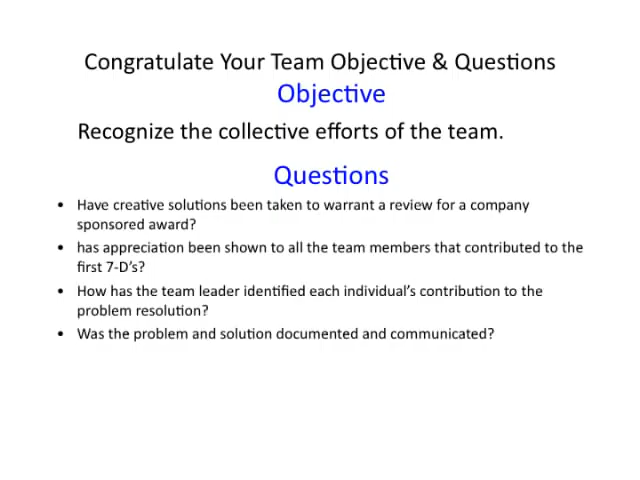 Congratulate Your Team Objective & Questions
Objective
Recognize the collective efforts of the team.
Questions
• Have creative solutions been taken to warrant a review for a company
sponsored award?
• has appreciation been shown to all the team members that contributed to the
first 7-D’s?
• How has the team leader identified each individual’s contribution to the
problem resolution?
• Was the problem and solution documented and communicated?